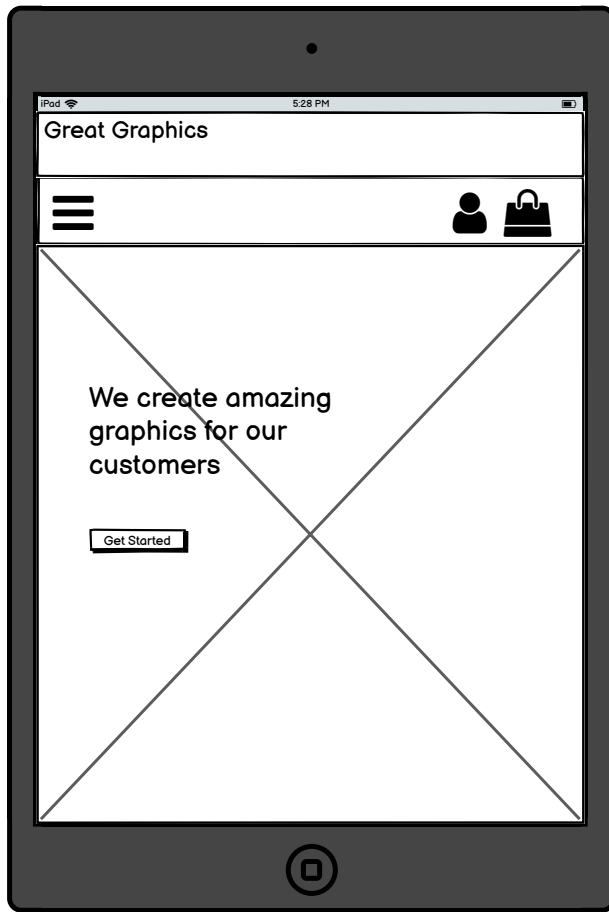 iPad 5:28 PM
Great Graphics
We create amazing
graphics for our
customers
Get Started